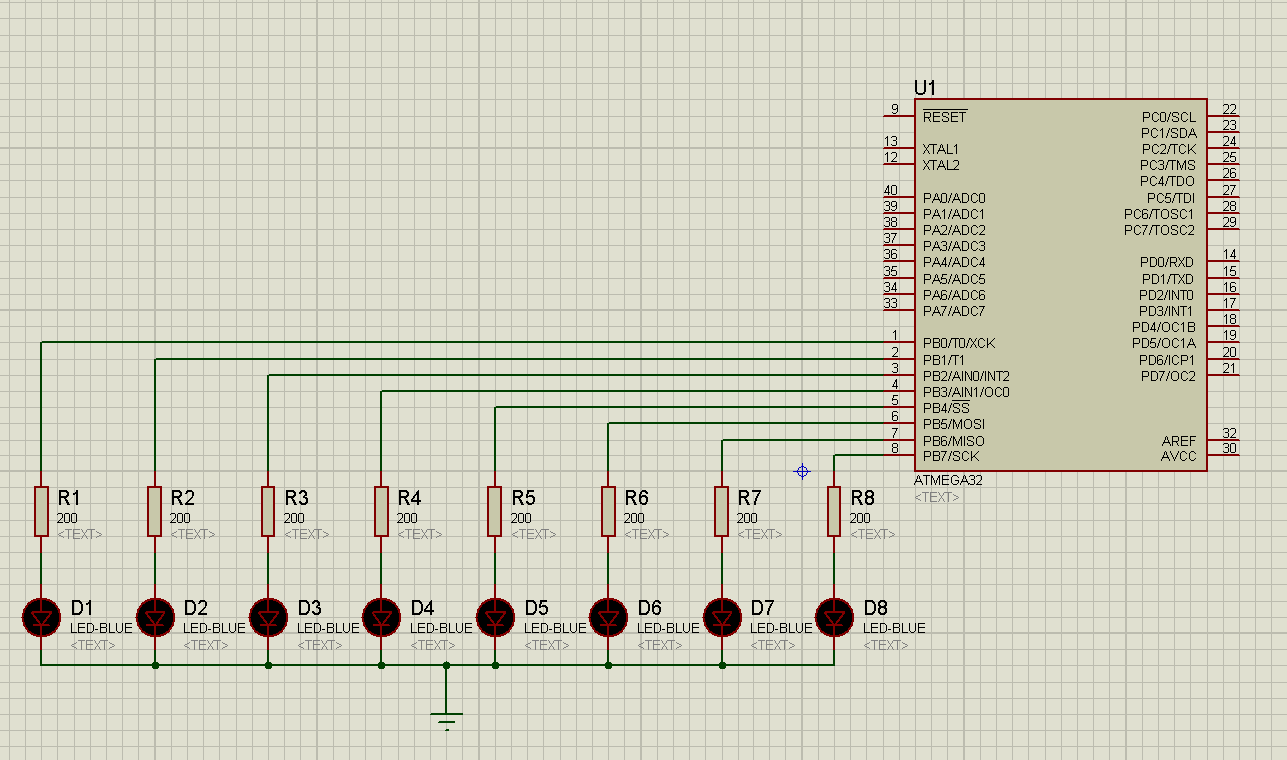 U1
9 RESET PC0/SCL 22
PC1/SDA 23
13 XTAL1 PC2/TCK 24
12 XTAL2 PC3/TMS 25
PC4/TDO 26
40 PA0/ADC0 PC5/TDI 27
39 PA1/ADC1 PC6/TOSC1 28
38 PA2/ADC2 PC7/TOSC2 29
37 PA3/ADC3
36 PA4/ADC4 PD0/RXD 14
35 PA5/ADC5 PD1/TXD 15
34 PA6/ADC6 PD2/INT0 16
33 PA7/ADC7 PD3/INT1 17
PD4/OC1B 18
1 PB0/T0/XCK PD5/OC1A 19
2 PB1/T1 PD6/ICP1 20
3 PB2/AIN0/INT2 PD7/OC2 21
4 PB3/AIN1/OC0
5 PB4/SS
6 PB5/MOSI
7 PB6/MISO AREF 32
8 PB7/SCK AVCC 30
ATMEGA32
<TEXT>
R1 R2 R3 R4 R5 R6 R7 R8
200 200 200 200 200 200 200 200
<TEXT> <TEXT> <TEXT> <TEXT> <TEXT> <TEXT> <TEXT> <TEXT>
D1 D2 D3 D4 D5 D6 D7 D8
LED-BLUE LED-BLUE LED-BLUE LED-BLUE LED-BLUE LED-BLUE LED-BLUE LED-BLUE
<TEXT> <TEXT> <TEXT> <TEXT> <TEXT> <TEXT> <TEXT> <TEXT>